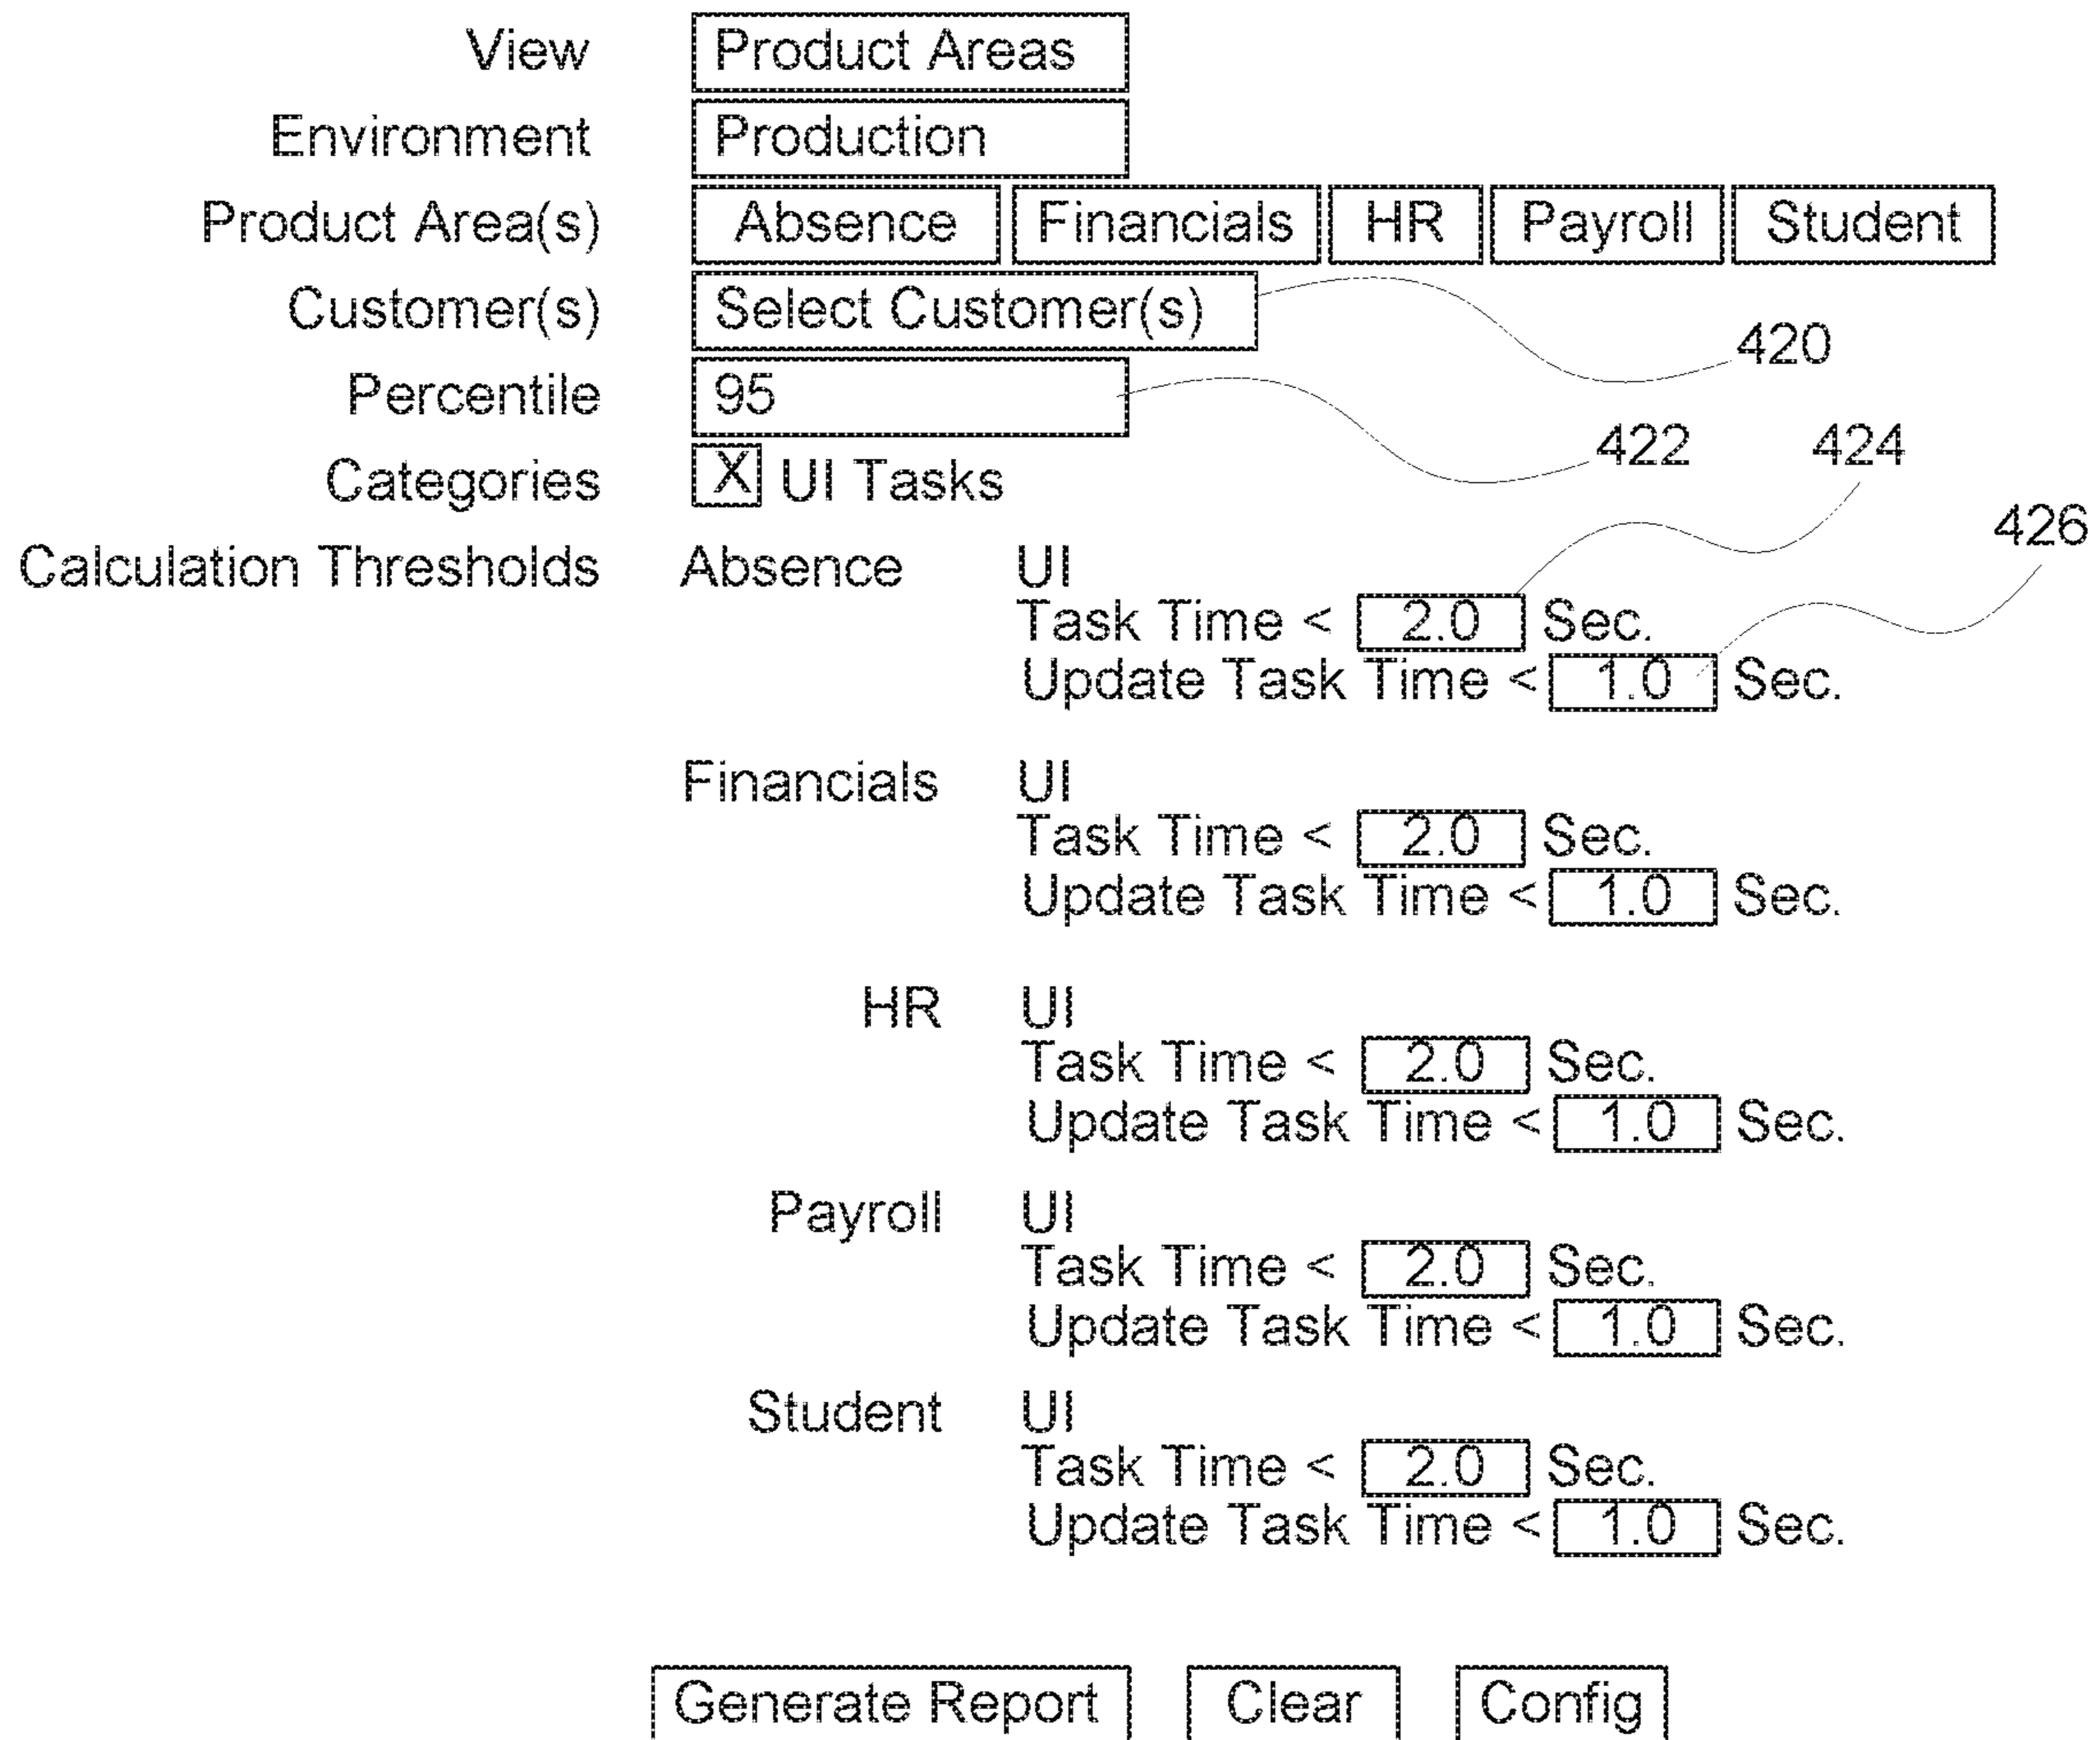 View Product Areas
Environment Production
Product Area(s) Absence Financials HR Payroll Student
Customer(s) Select Customer(s)
420
Percentile 95
422 424
Categories X UI Tasks
426
Calculation Thresholds Absence UI
Task Time < 2.0 Sec.
Update Task Time < 1.0 Sec.
Financials UI
Task Time < 2.0 Sec.
Update Task Time < 1.0 Sec.
HR UI
Task Time < 2.0 Sec.
Update Task Time < 1.0 Sec.
Payroll UI
Task Time < 2.0 Sec.
Update Task Time < 1.0 Sec.
Student UI
Task Time < 2.0 Sec.
Update Task Time < 1.0 Sec.
Generate Report Clear Config